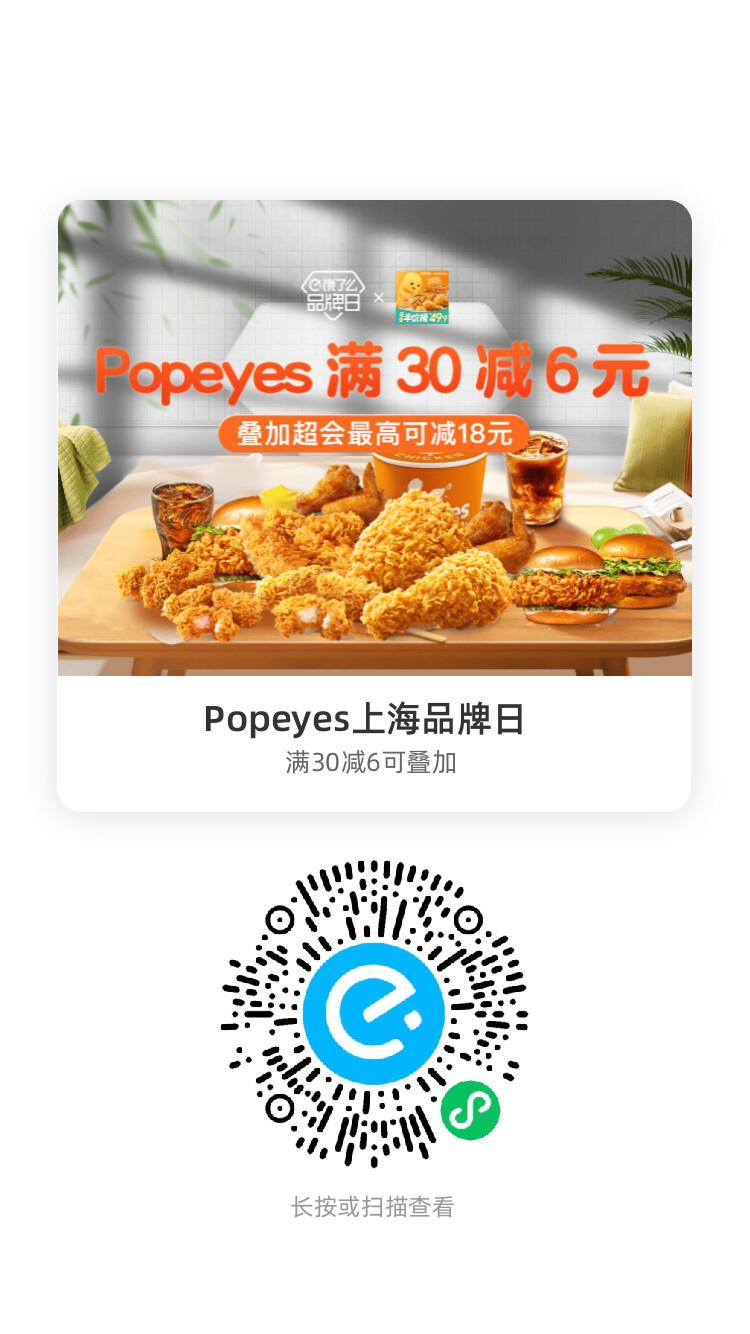 饿了么
品牌日
×
Popeyes 满 30 减 6 元
叠加超会最高可减18元
CHICKEN
Popeyes上海品牌日
满30减6可叠加
长按或扫描查看